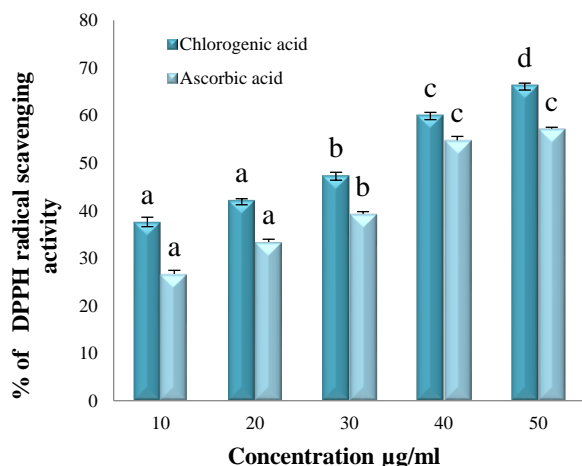 80
70
60
50
40
30
20
10
0
% of DPPH radical scavenging
activity
Chlorogenic acid
Ascorbic acid
a
a
a
a
b
b
c
c
d
c
10
20
30
40
50
Concentration µg/ml